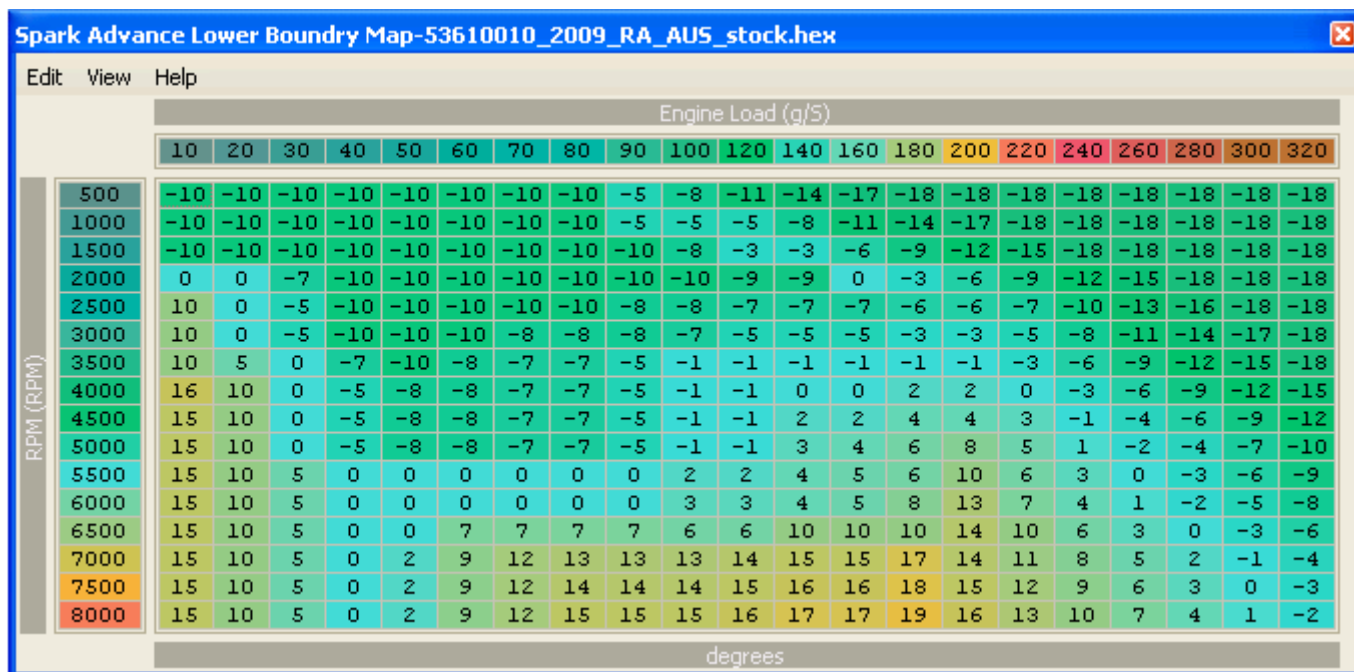 Spark Advance Lower Boundry Map-53610010_2009_RA_AUS_stock.hex
Edit View Help
Engine Load (g/S)
10 20 30 40 50 60 70 80 90 100 120 140 160 180 200 220 240 260 280 300 320
RPM (RPM)
500 -10 -10 -10 -10 -10 -10 -10 -10 -5 -8 -11 -14 -17 -18 -18 -18 -18 -18 -18 -18 -18
1000 -10 -10 -10 -10 -10 -10 -10 -10 -5 -5 -5 -8 -11 -14 -17 -18 -18 -18 -18 -18 -18
1500 -10 -10 -10 -10 -10 -10 -10 -10 -10 -8 -3 -3 -6 -9 -12 -15 -18 -18 -18 -18 -18
2000 0 0 -7 -10 -10 -10 -10 -10 -10 -10 -9 -9 0 -3 -6 -9 -12 -15 -18 -18 -18
2500 10 0 -5 -10 -10 -10 -10 -10 -8 -8 -7 -7 -7 -6 -6 -7 -10 -13 -16 -18 -18
3000 10 0 -5 -10 -10 -10 -8 -8 -8 -7 -5 -5 -5 -3 -3 -5 -8 -11 -14 -17 -18
3500 10 5 0 -7 -10 -8 -7 -7 -5 -1 -1 -1 -1 -1 -1 -3 -6 -9 -12 -15 -18
4000 16 10 0 -5 -8 -8 -7 -7 -5 -1 -1 0 0 2 2 0 -3 -6 -9 -12 -15
4500 15 10 0 -5 -8 -8 -7 -7 -5 -1 -1 2 2 4 4 3 -1 -4 -6 -9 -12
5000 15 10 0 -5 -8 -8 -7 -7 -5 -1 -1 3 4 6 8 5 1 -2 -4 -7 -10
5500 15 10 5 0 0 0 0 0 0 2 2 4 5 6 10 6 3 0 -3 -6 -9
6000 15 10 5 0 0 0 0 0 0 3 3 4 5 8 13 7 4 1 -2 -5 -8
6500 15 10 5 0 0 7 7 7 7 6 6 10 10 10 14 10 6 3 0 -3 -6
7000 15 10 5 0 2 9 12 13 13 13 14 15 15 17 14 11 8 5 2 -1 -4
7500 15 10 5 0 2 9 12 14 14 14 15 16 16 18 15 12 9 6 3 0 -3
8000 15 10 5 0 2 9 12 15 15 15 16 17 17 19 16 13 10 7 4 1 -2
degrees